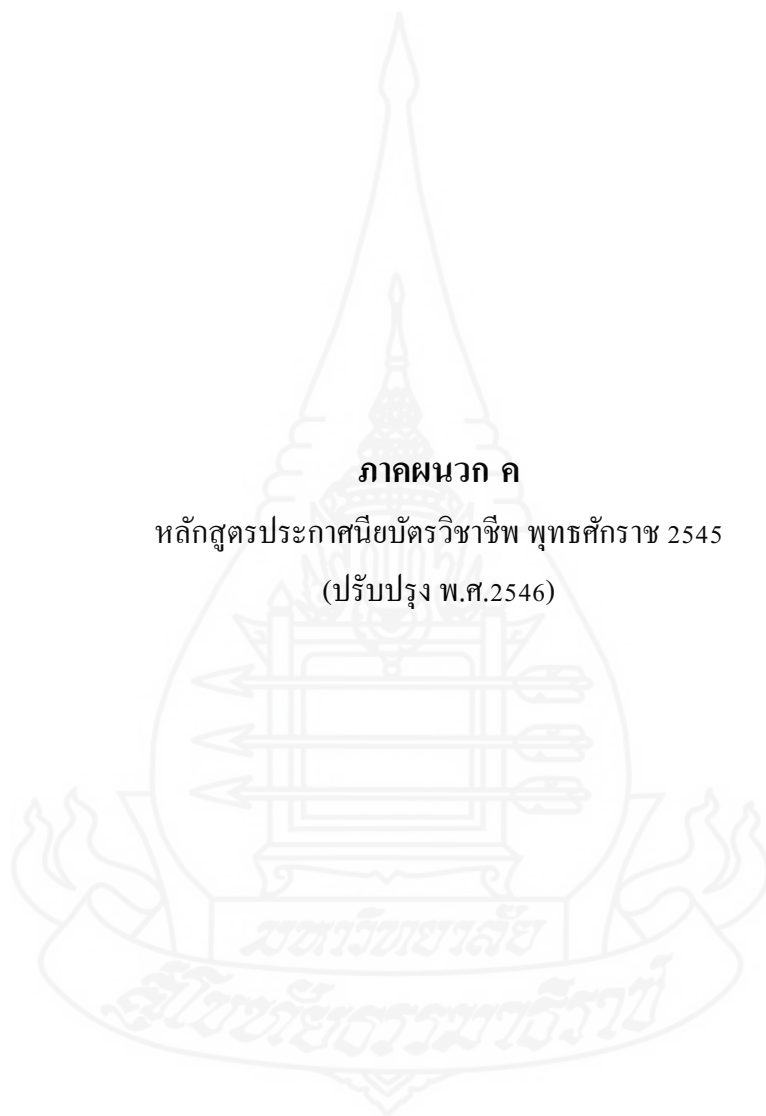 ภาคผนวก ค
หลักสูตรประกาศนียบัตรวิชาชีพ พุทธศักราช 2545
(ปรับปรุง พ.ศ.2546)
มหาวิทยาลัย
สุโขทัยธรรมาธิราช